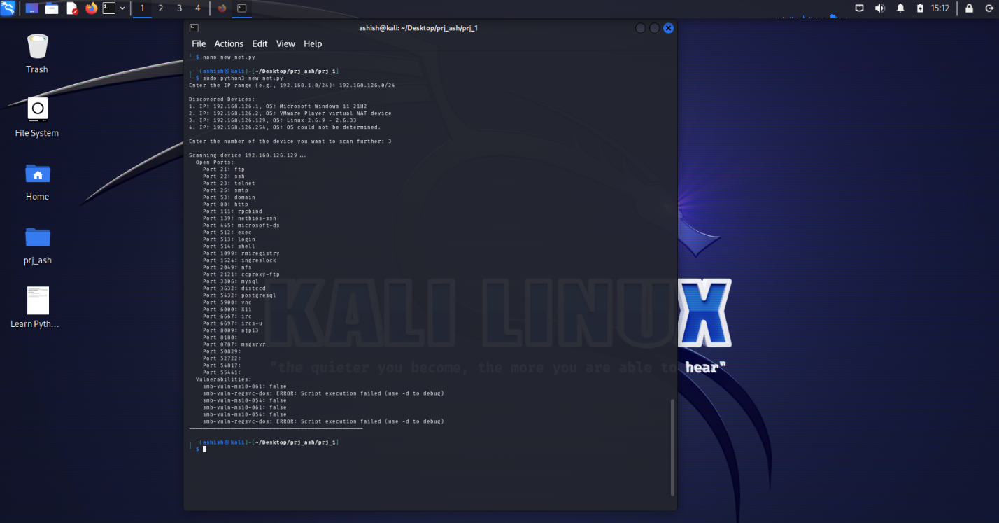 1 2 3 4
15:12
ashish@kali: ~/Desktop/prj_ash/prj_1
File Actions Edit View Help
Trash
File System
Home
prj_ash
Learn Pyth...
└─$ nano new_net.py
┌──(ashish㉿kali)-[~/Desktop/prj_ash/prj_1]
└─$ sudo python3 new_net.py
Enter the IP range (e.g., 192.168.1.0/24): 192.168.126.0/24
Discovered Devices:
1. IP: 192.168.126.1, OS: Microsoft Windows 11 21H2
2. IP: 192.168.126.2, OS: VMware Player virtual NAT device
3. IP: 192.168.126.129, OS: Linux 2.6.9 - 2.6.33
4. IP: 192.168.126.254, OS: OS could not be determined.
Enter the number of the device you want to scan further: 3
Scanning device 192.168.126.129...
Open Ports:
Port 21: ftp
Port 22: ssh
Port 23: telnet
Port 25: smtp
Port 53: domain
Port 80: http
Port 111: rpcbind
Port 139: netbios-ssn
Port 445: microsoft-ds
Port 512: exec
Port 513: login
Port 514: shell
Port 1099: rmiregistry
Port 1524: ingreslock
Port 2049: nfs
Port 2121: ccproxy-ftp
Port 3306: mysql
Port 3632: distccd
Port 5432: postgresql
Port 5900: vnc
Port 6000: X11
Port 6667: irc
Port 6697: ircs-u
Port 8009: ajp13
Port 8180:
Port 8787: msgsrvr
Port 50829:
Port 52722:
Port 54817:
Port 55441:
Vulnerabilities:
smb-vuln-ms10-061: false
smb-vuln-regsvc-dos: ERROR: Script execution failed (use -d to debug)
smb-vuln-ms10-054: false
smb-vuln-ms10-061: false
smb-vuln-regsvc-dos: ERROR: Script execution failed (use -d to debug)
┌──(ashish㉿kali)-[~/Desktop/prj_ash/prj_1]
└─$
KALI LINUX
"the quieter you become, the more you are able to hear"